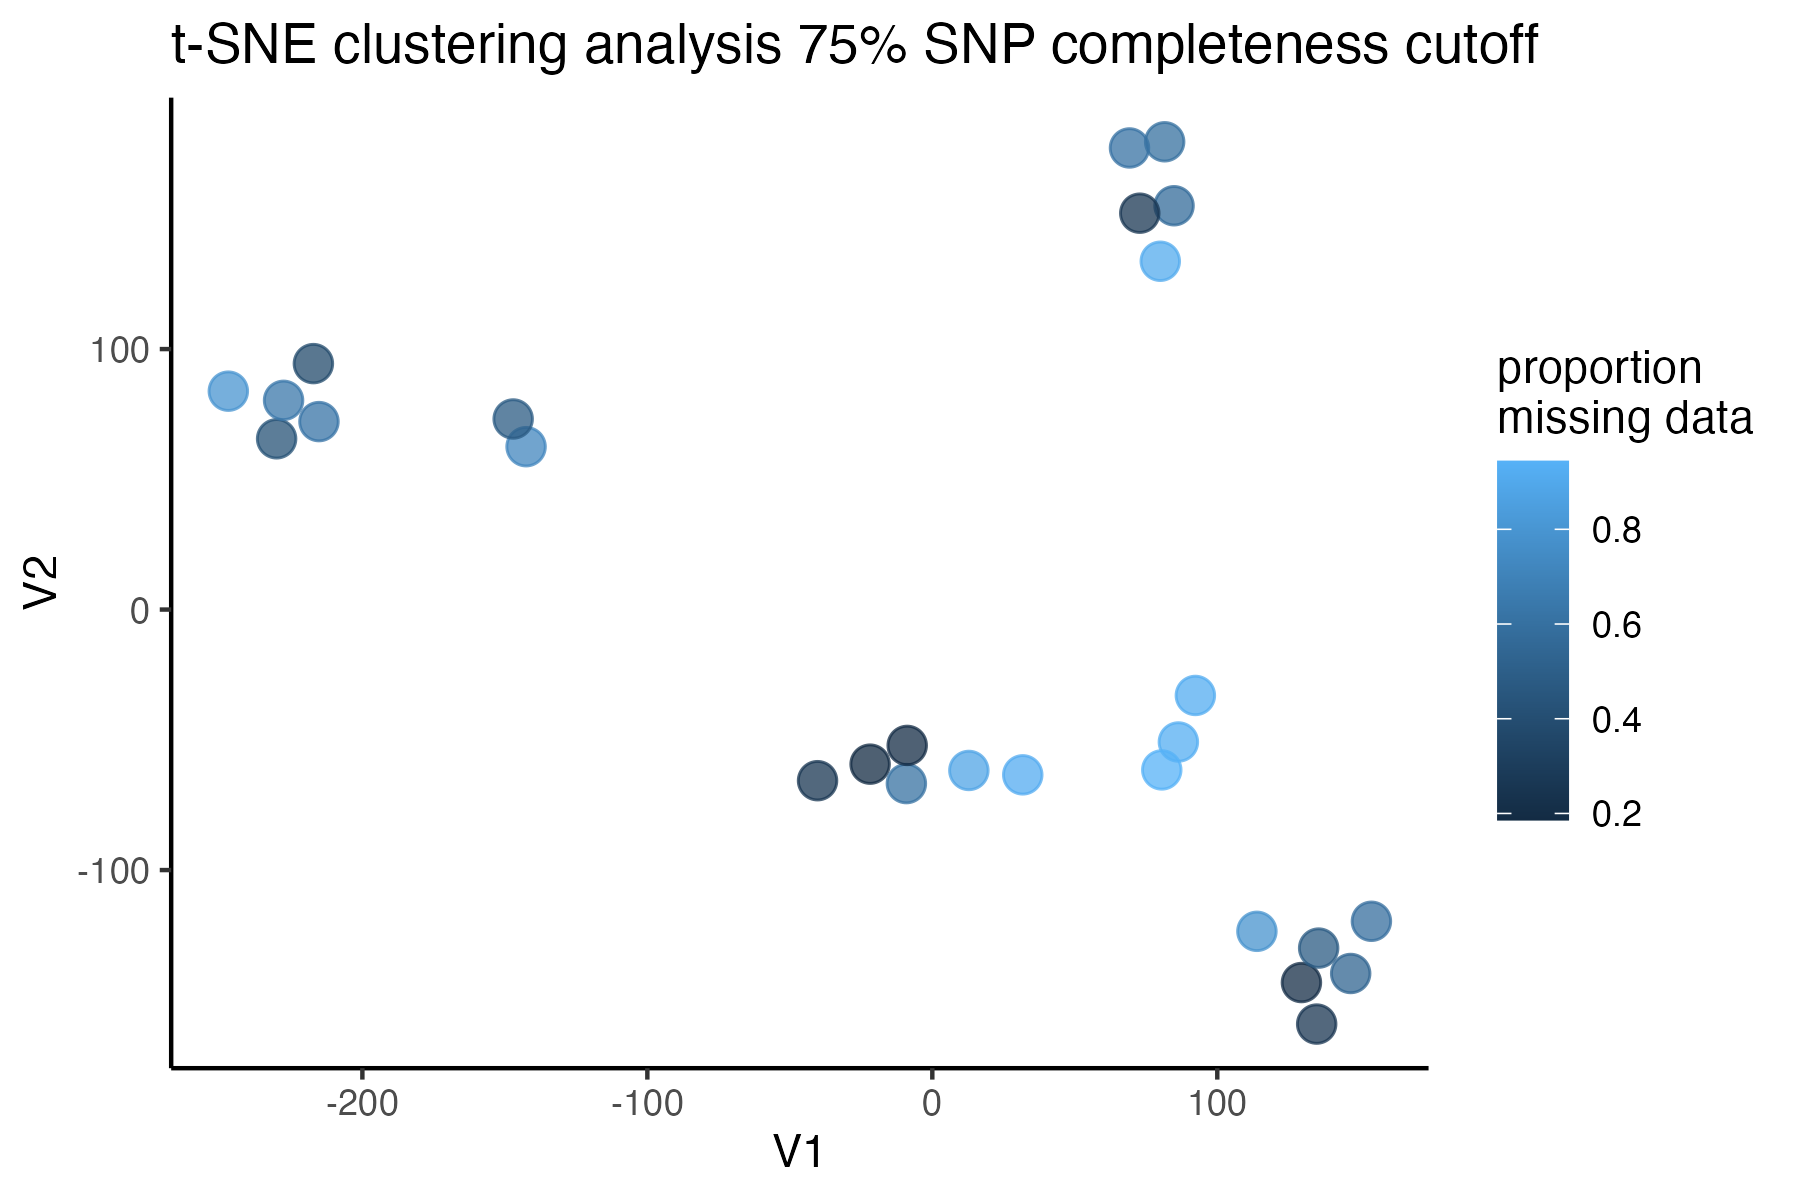 t-SNE clustering analysis 75% SNP completeness cutoff
V2
100
0
-100
-200
-100
0
100
V1
proportion
missing data
0.8
0.6
0.4
0.2